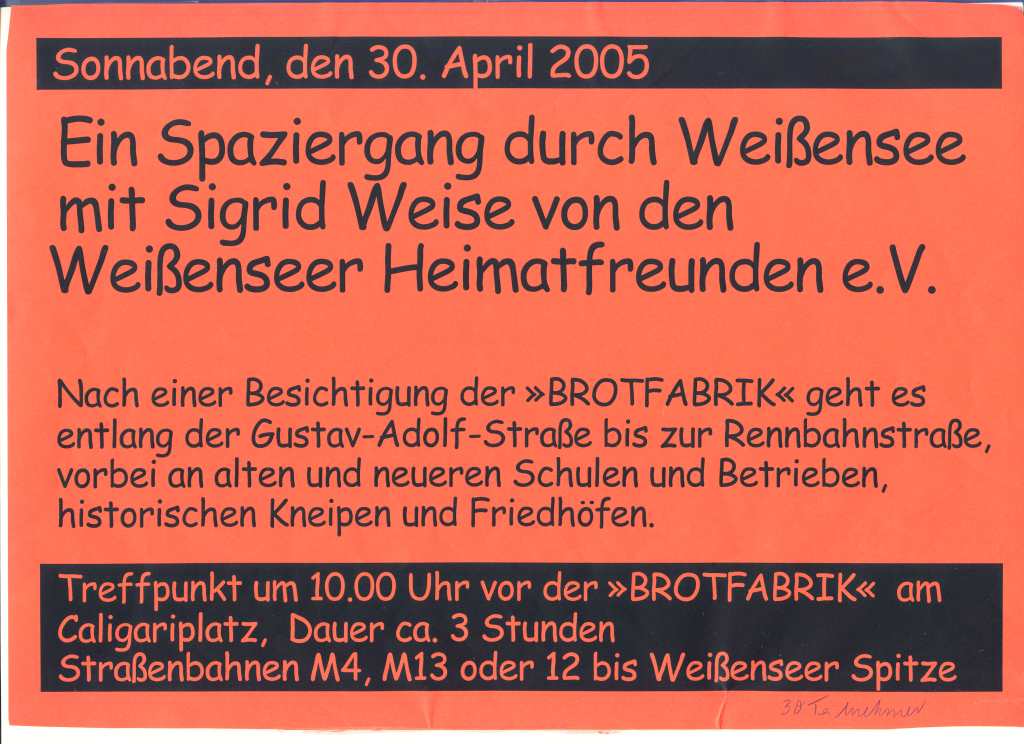 Sonnabend, den 30. April 2005
Ein Spaziergang durch Weißensee
mit Sigrid Weise von den
Weißenseer Heimatfreunden e.V.
Nach einer Besichtigung der »BROTFABRIK« geht es
entlang der Gustav-Adolf-Straße bis zur Rennbahnstraße,
vorbei an alten und neueren Schulen und Betrieben,
historischen Kneipen und Friedhöfen.
Treffpunkt um 10.00 Uhr vor der »BROTFABRIK« am
Caligariplatz, Dauer ca. 3 Stunden
Straßenbahnen M4, M13 oder 12 bis Weißenseer Spitze